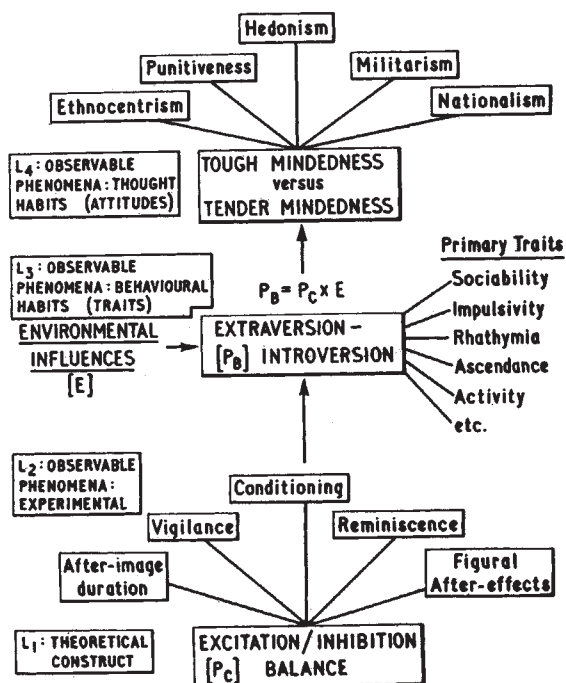 Hedonism
Punitiveness
Militarism
Ethnocentrism
Nationalism
L4: OBSERVABLE
PHENOMENA: THOUGHT
HABITS (ATTITUDES)
TOUGH MINDEDNESS
versus
TENDER MINDEDNESS
L3: OBSERVABLE
PHENOMENA: BEHAVIOURAL
HABITS (TRAITS)
PB = PC x E
Primary Traits
Sociability
Impulsivity
Rhathymia
Ascendance
Activity
etc.
ENVIRONMENTAL
INFLUENCES
[E]
EXTRAVERSION –
[PB] INTROVERSION
L2: OBSERVABLE
PHENOMENA:
EXPERIMENTAL
Conditioning
Vigilance
Reminiscence
After-image
duration
Figural
After-effects
L1: THEORETICAL
CONSTRUCT
EXCITATION/INHIBITION
[PC] BALANCE